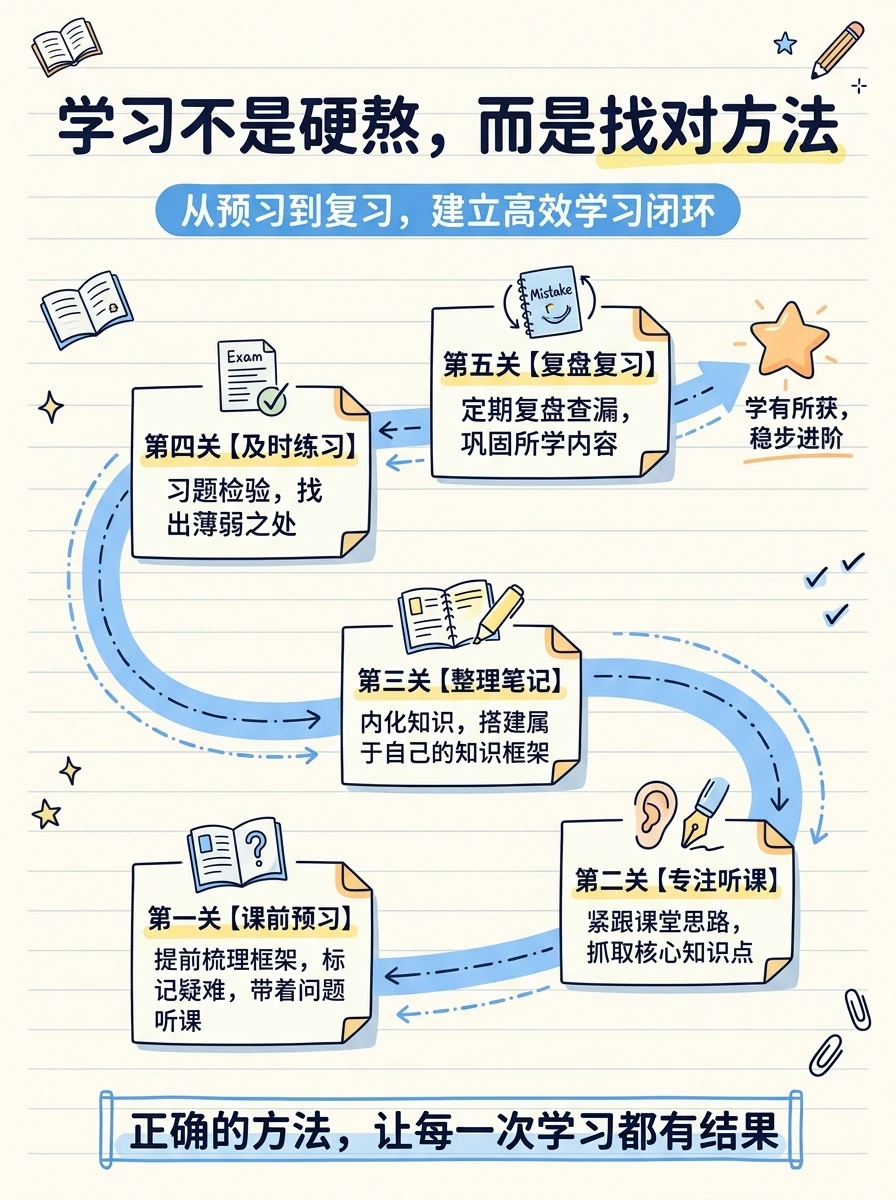 学习不是硬熬，而是找对方法
从预习到复习，建立高效学习闭环
Mistake
第五关【复盘复习】
定期复盘查漏，
巩固所学内容
学有所获，
稳步进阶
Exam
第四关【及时练习】
习题检验，找
出薄弱之处
第三关【整理笔记】
内化知识，搭建属
于自己的知识框架
第二关【专注听课】
紧跟课堂思路，
抓取核心知识点
?
第一关【课前预习】
提前梳理框架，标
记疑难，带着问题
听课
正确的方法，让每一次学习都有结果